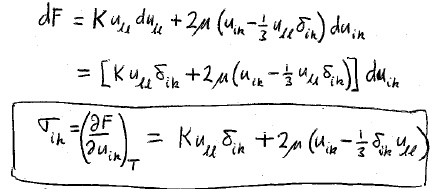 dF = K u_ll du_ll + 2μ (u_ik − 1/3 u_ll δ_ik) du_ik
= [K u_ll δ_ik + 2μ (u_ik − 1/3 u_ll δ_ik)] du_ik
σ_ik = (∂F/∂u_ik)_T = K u_ll δ_ik + 2μ (u_ik − 1/3 δ_ik u_ll)